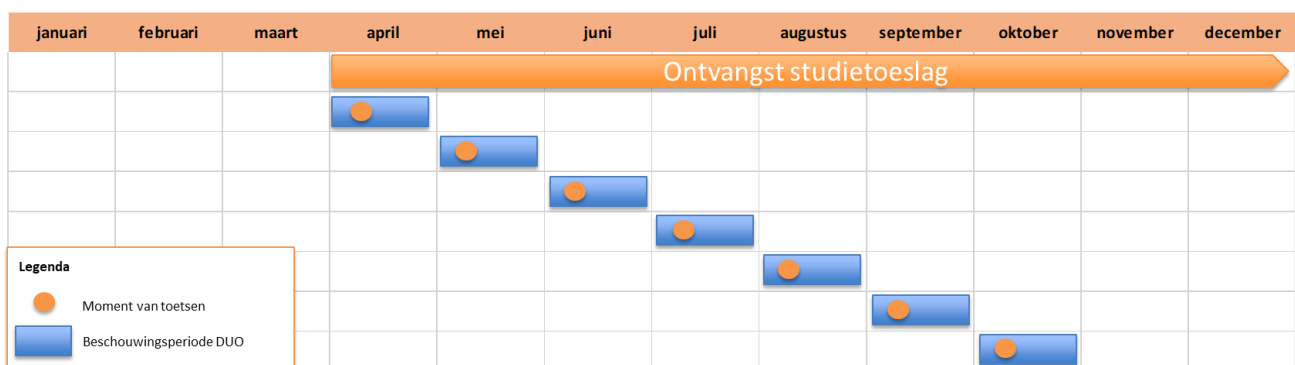 januari februari maart april mei juni juli augustus september oktober november december
Ontvangst studietoeslag
Legenda
Moment van toetsen
Beschouwingsperiode DUO